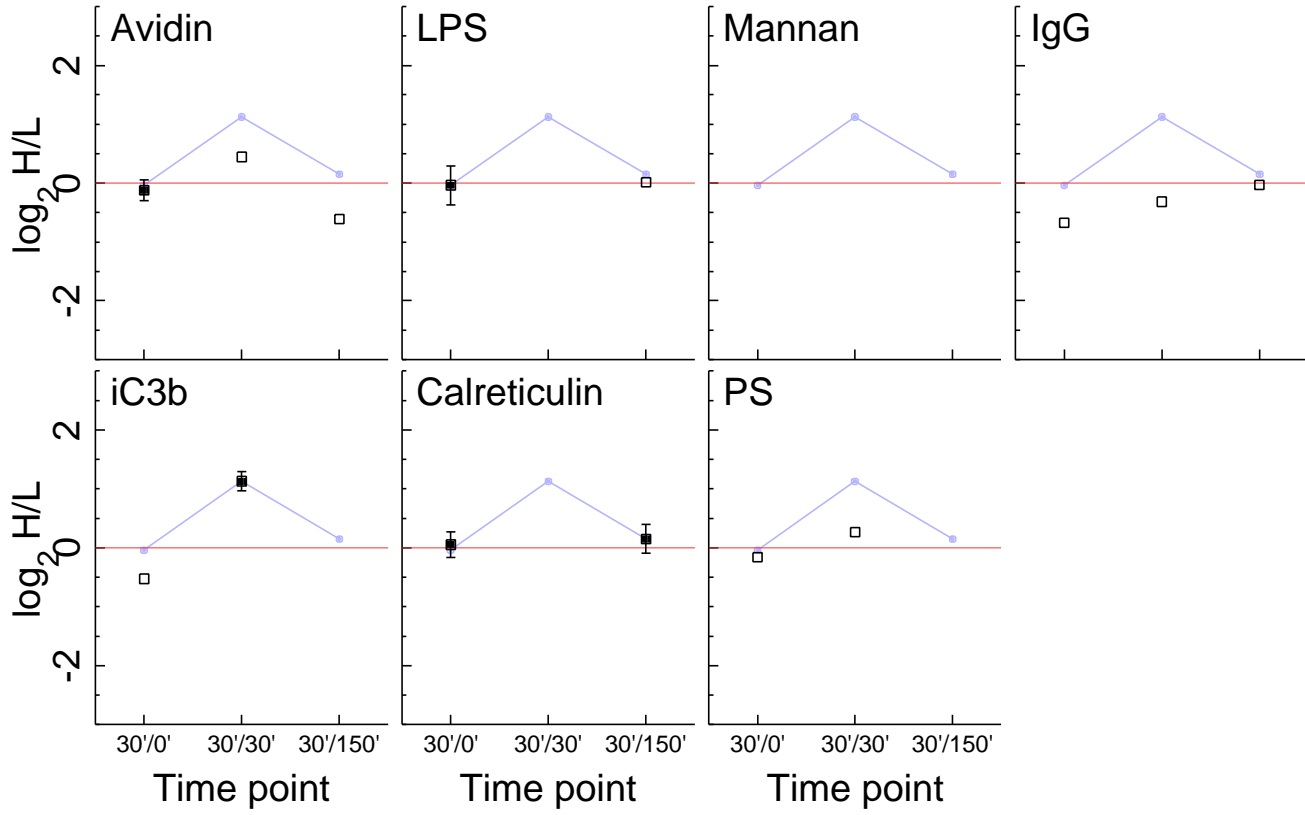 Avidin LPS Mannan IgG
log₂ H/L
2
0
-2
iC3b Calreticulin PS
log₂ H/L
2
0
-2
30'/0' 30'/30' 30'/150' 30'/0' 30'/30' 30'/150' 30'/0' 30'/30' 30'/150'
Time point Time point Time point